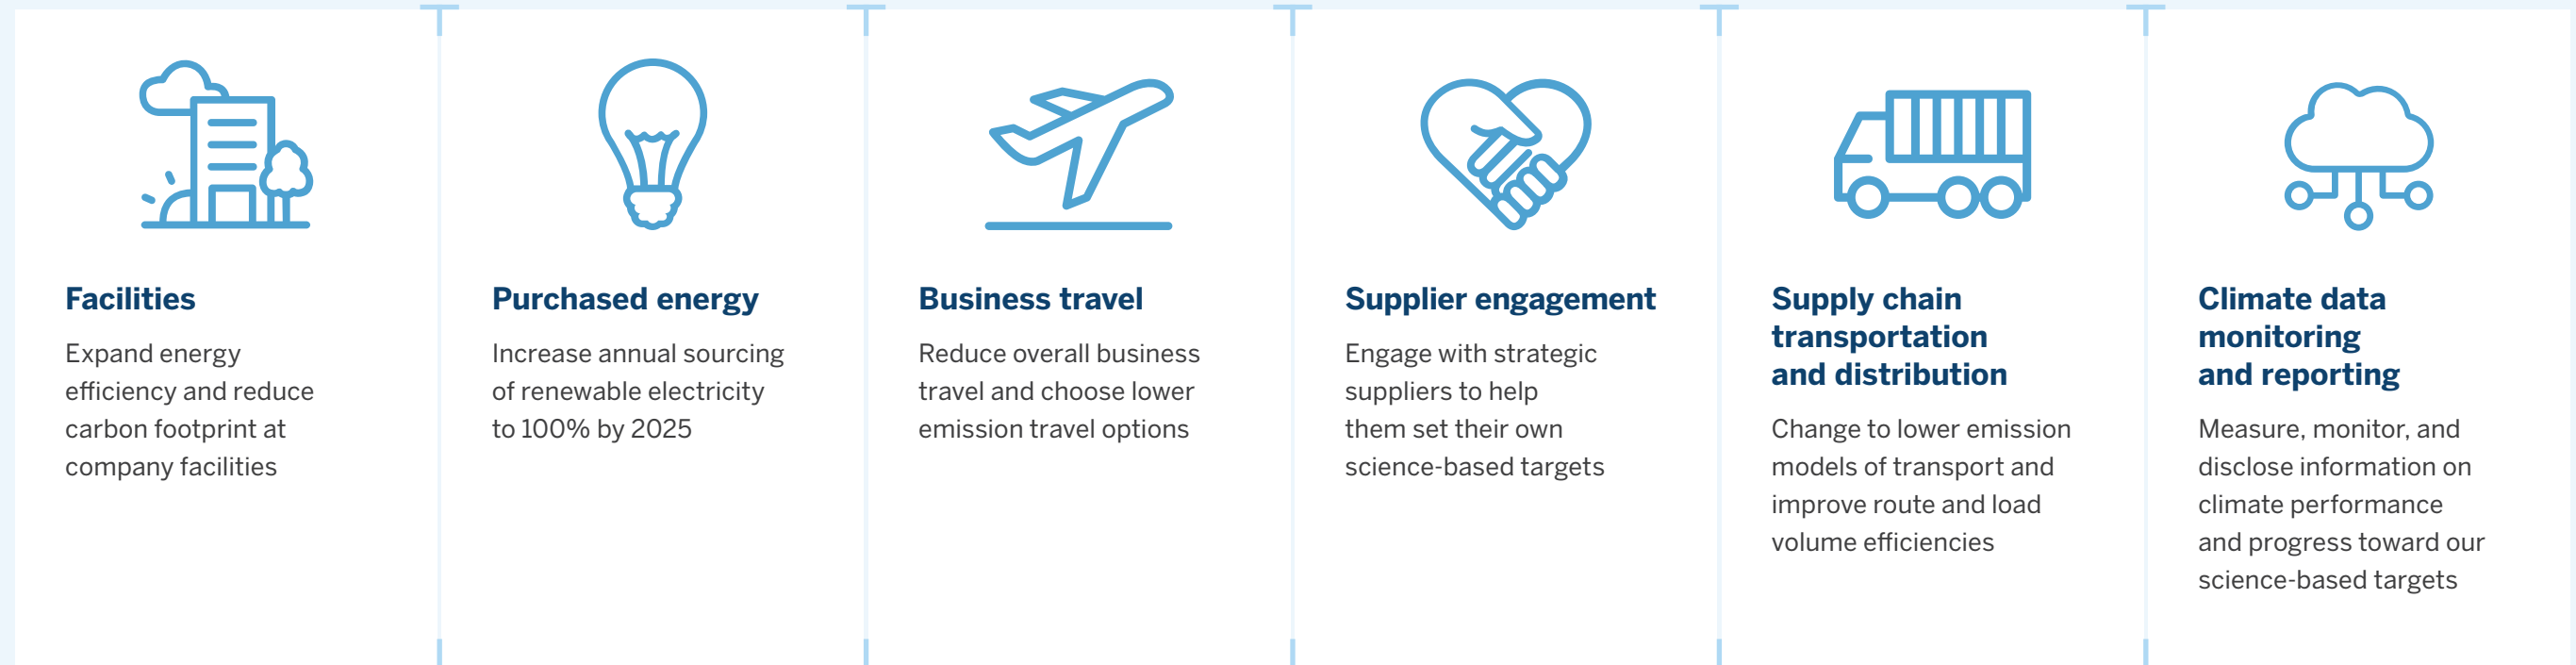 Facilities
Expand energy
efficiency and reduce
carbon footprint at
company facilities
Purchased energy
Increase annual sourcing
of renewable electricity
to 100% by 2025
Business travel
Reduce overall business
travel and choose lower
emission travel options
Supplier engagement
Engage with strategic
suppliers to help
them set their own
science-based targets
Supply chain
transportation
and distribution
Change to lower emission
models of transport and
improve route and load
volume efficiencies
Climate data
monitoring
and reporting
Measure, monitor, and
disclose information on
climate performance
and progress toward our
science-based targets